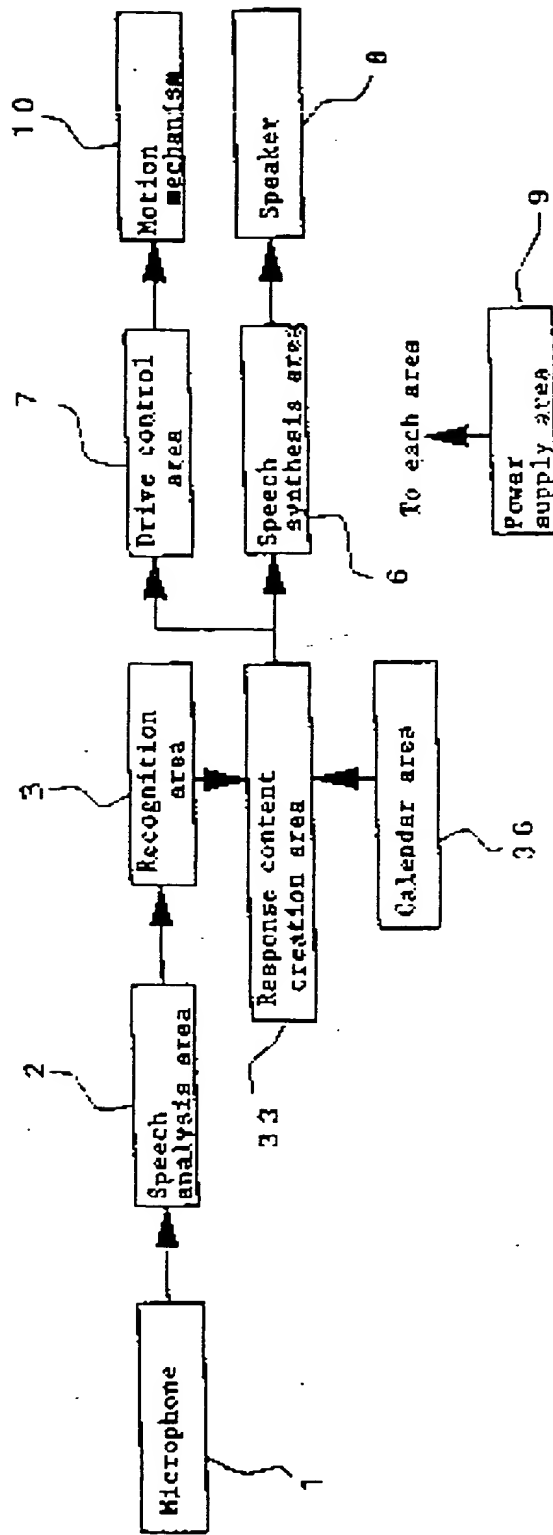 Microphone
1
Speech
analysis area
2
Recognition
area
3
Response content
creation area
33
Calendar area
36
Drive control
area
7
Motion
mechanism
10
Speech
synthesis area
6
Speaker
8
To each area
Power
supply area
9